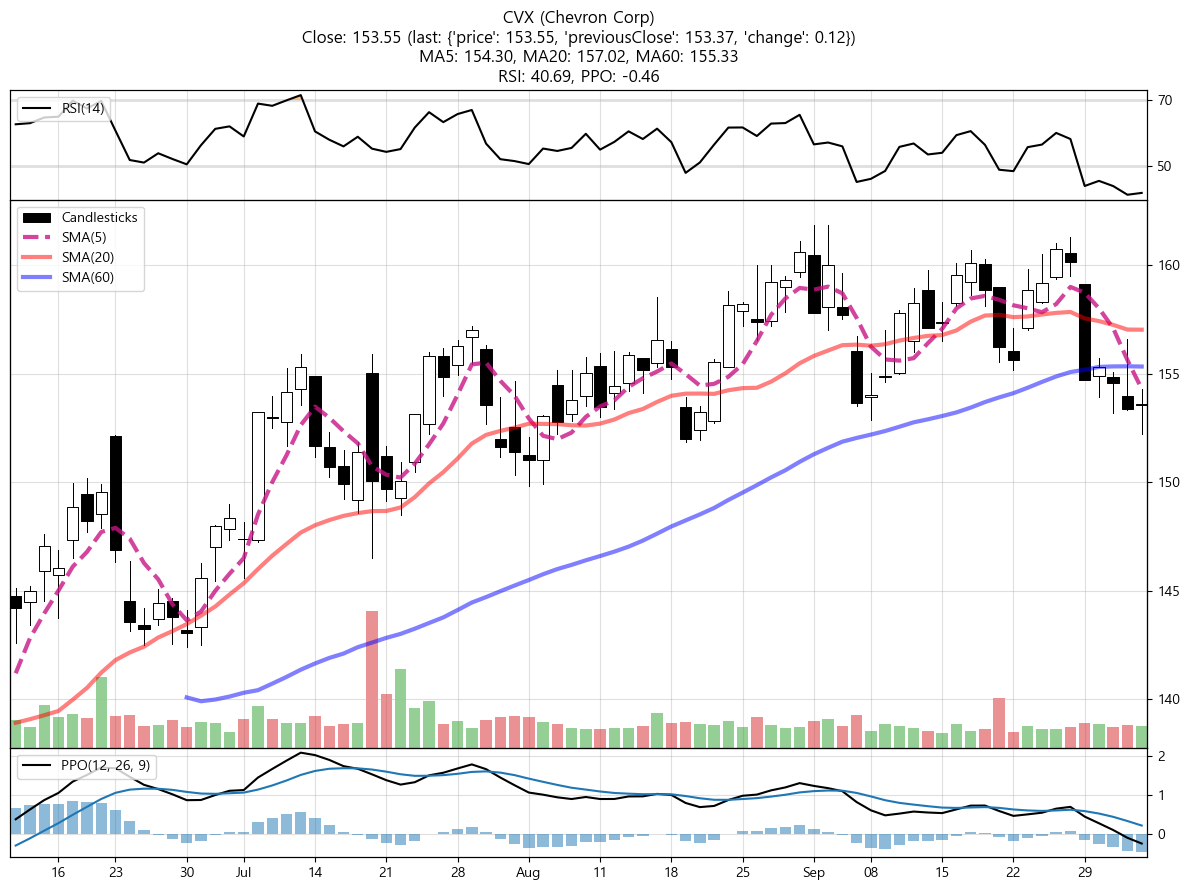 CVX (Chevron Corp)
Close: 153.55 (last: {'price': 153.55, 'previousClose': 153.37, 'change': 0.12})
MA5: 154.30, MA20: 157.02, MA60: 155.33
RSI: 40.69, PPO: -0.46
RSI(14)
70
50
Candlesticks
SMA(5)
SMA(20)
SMA(60)
160
155
150
145
140
PPO(12, 26, 9)
2
1
0
16 23 30 Jul 14 21 28 Aug 11 18 25 Sep 08 15 22 29